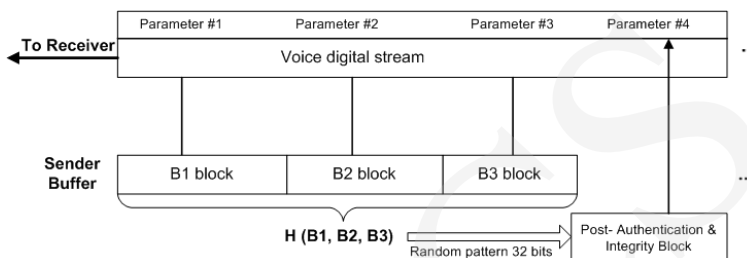 Parameter #1 Parameter #2 Parameter #3 Parameter #4
To Receiver
Voice digital stream
Sender
Buffer
B1 block B2 block B3 block
H (B1, B2, B3)
Random pattern 32 bits
Post- Authentication &
Integrity Block